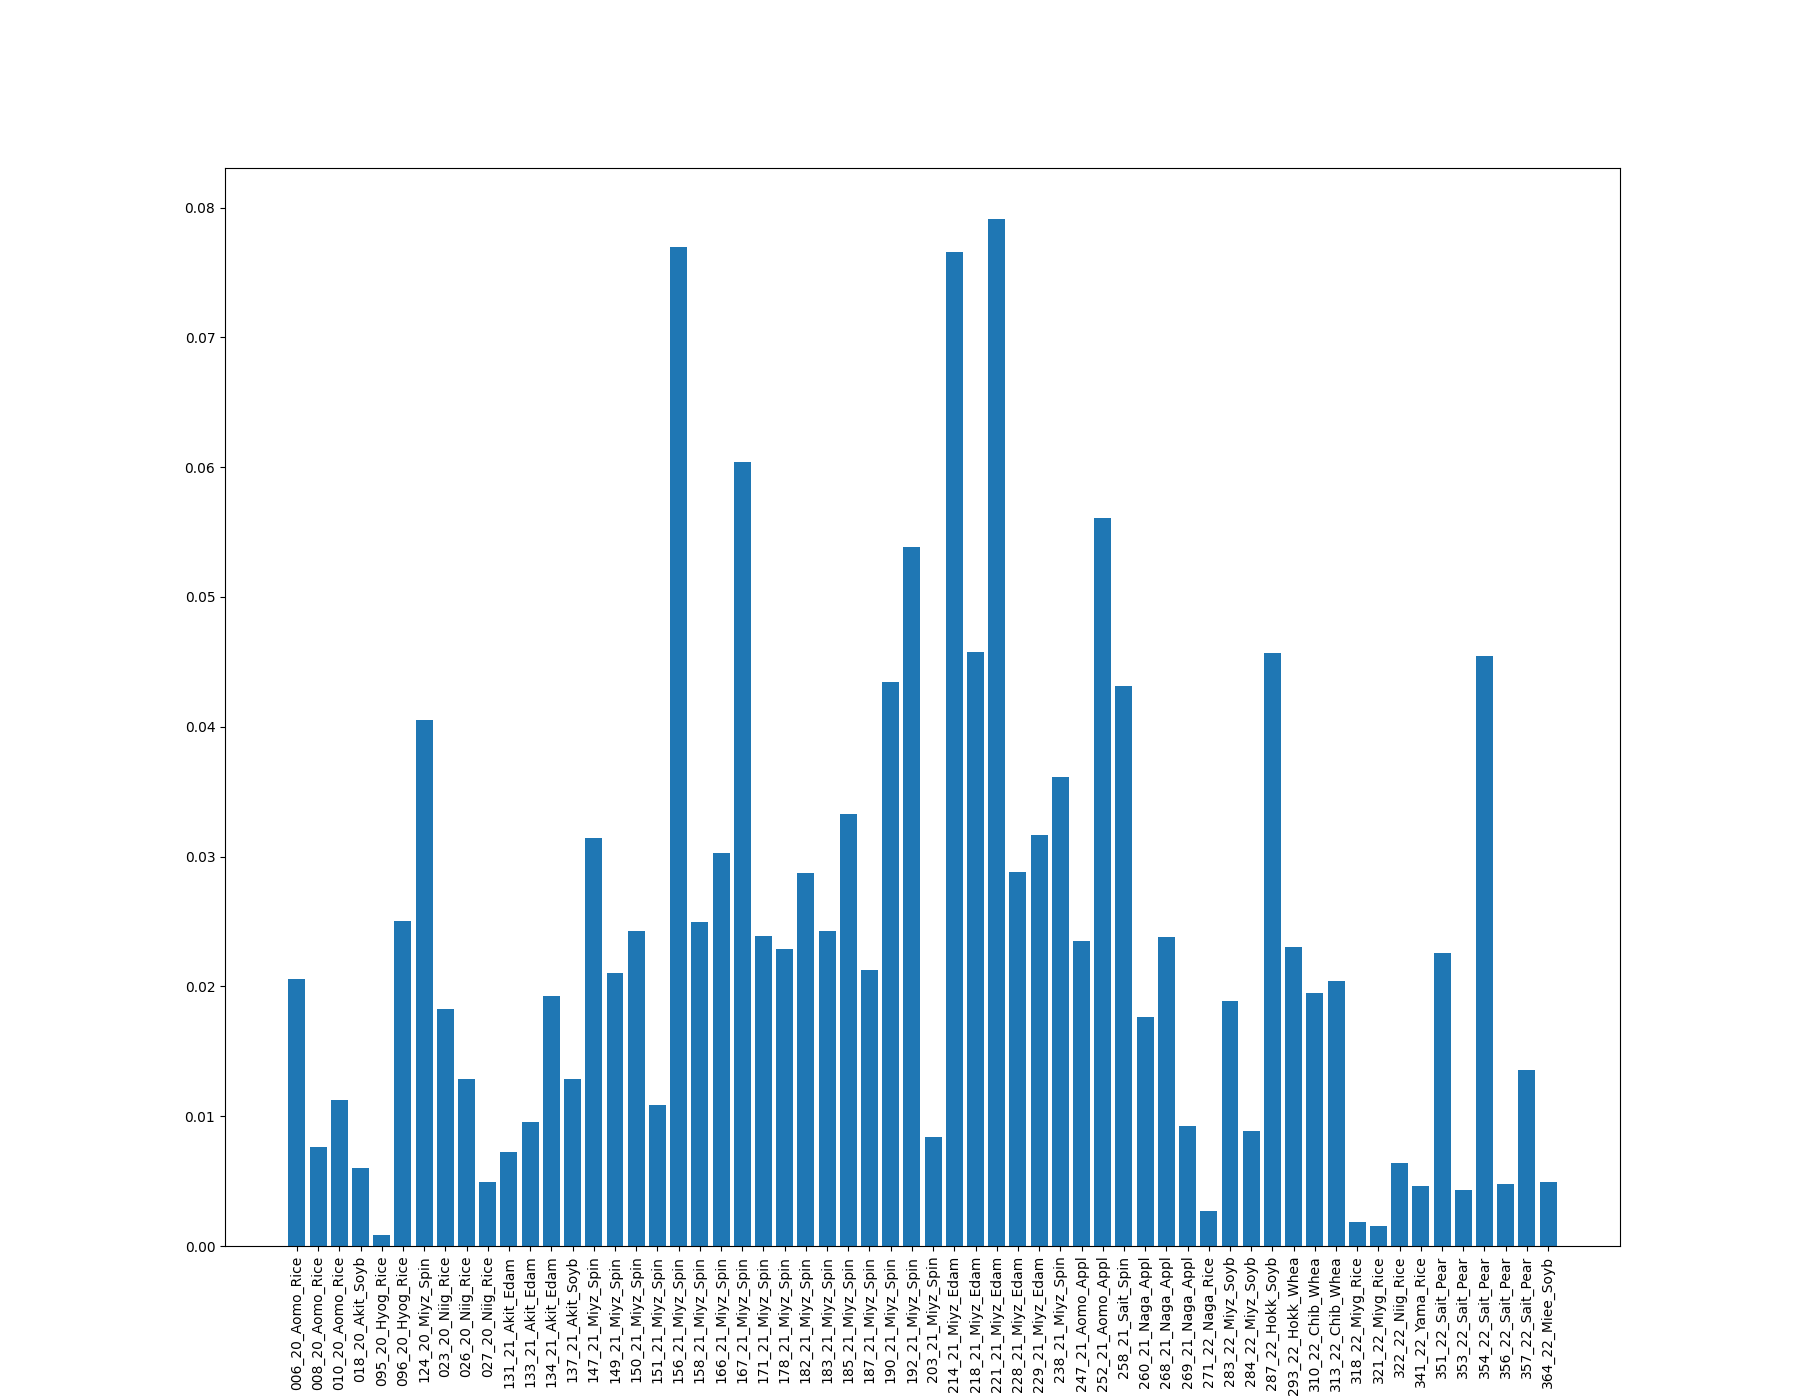 0.08
0.07
0.06
0.05
0.04
0.03
0.02
0.01
0.00
006_20_Aomo_Rice
008_20_Aomo_Rice
010_20_Aomo_Rice
018_20_Akit_Soyb
095_20_Hyog_Rice
096_20_Hyog_Rice
124_20_Miyz_Spin
023_20_Niig_Rice
026_20_Niig_Rice
027_20_Niig_Rice
131_21_Akit_Edam
133_21_Akit_Edam
134_21_Akit_Edam
137_21_Akit_Soyb
147_21_Miyz_Spin
149_21_Miyz_Spin
150_21_Miyz_Spin
151_21_Miyz_Spin
156_21_Miyz_Spin
158_21_Miyz_Spin
166_21_Miyz_Spin
167_21_Miyz_Spin
171_21_Miyz_Spin
178_21_Miyz_Spin
182_21_Miyz_Spin
183_21_Miyz_Spin
185_21_Miyz_Spin
187_21_Miyz_Spin
190_21_Miyz_Spin
192_21_Miyz_Spin
203_21_Miyz_Spin
214_21_Miyz_Edam
218_21_Miyz_Edam
221_21_Miyz_Edam
228_21_Miyz_Edam
229_21_Miyz_Edam
238_21_Miyz_Spin
247_21_Aomo_Appl
252_21_Aomo_Appl
258_21_Sait_Spin
260_21_Naga_Appl
268_21_Naga_Appl
269_21_Naga_Appl
271_22_Naga_Rice
283_22_Miyz_Soyb
284_22_Miyz_Soyb
287_22_Hokk_Soyb
293_22_Hokk_Whea
310_22_Chib_Whea
313_22_Chib_Whea
318_22_Miyg_Rice
321_22_Miyg_Rice
322_22_Niig_Rice
341_22_Yama_Rice
351_22_Sait_Pear
353_22_Sait_Pear
354_22_Sait_Pear
356_22_Sait_Pear
357_22_Sait_Pear
364_22_Miee_Soyb